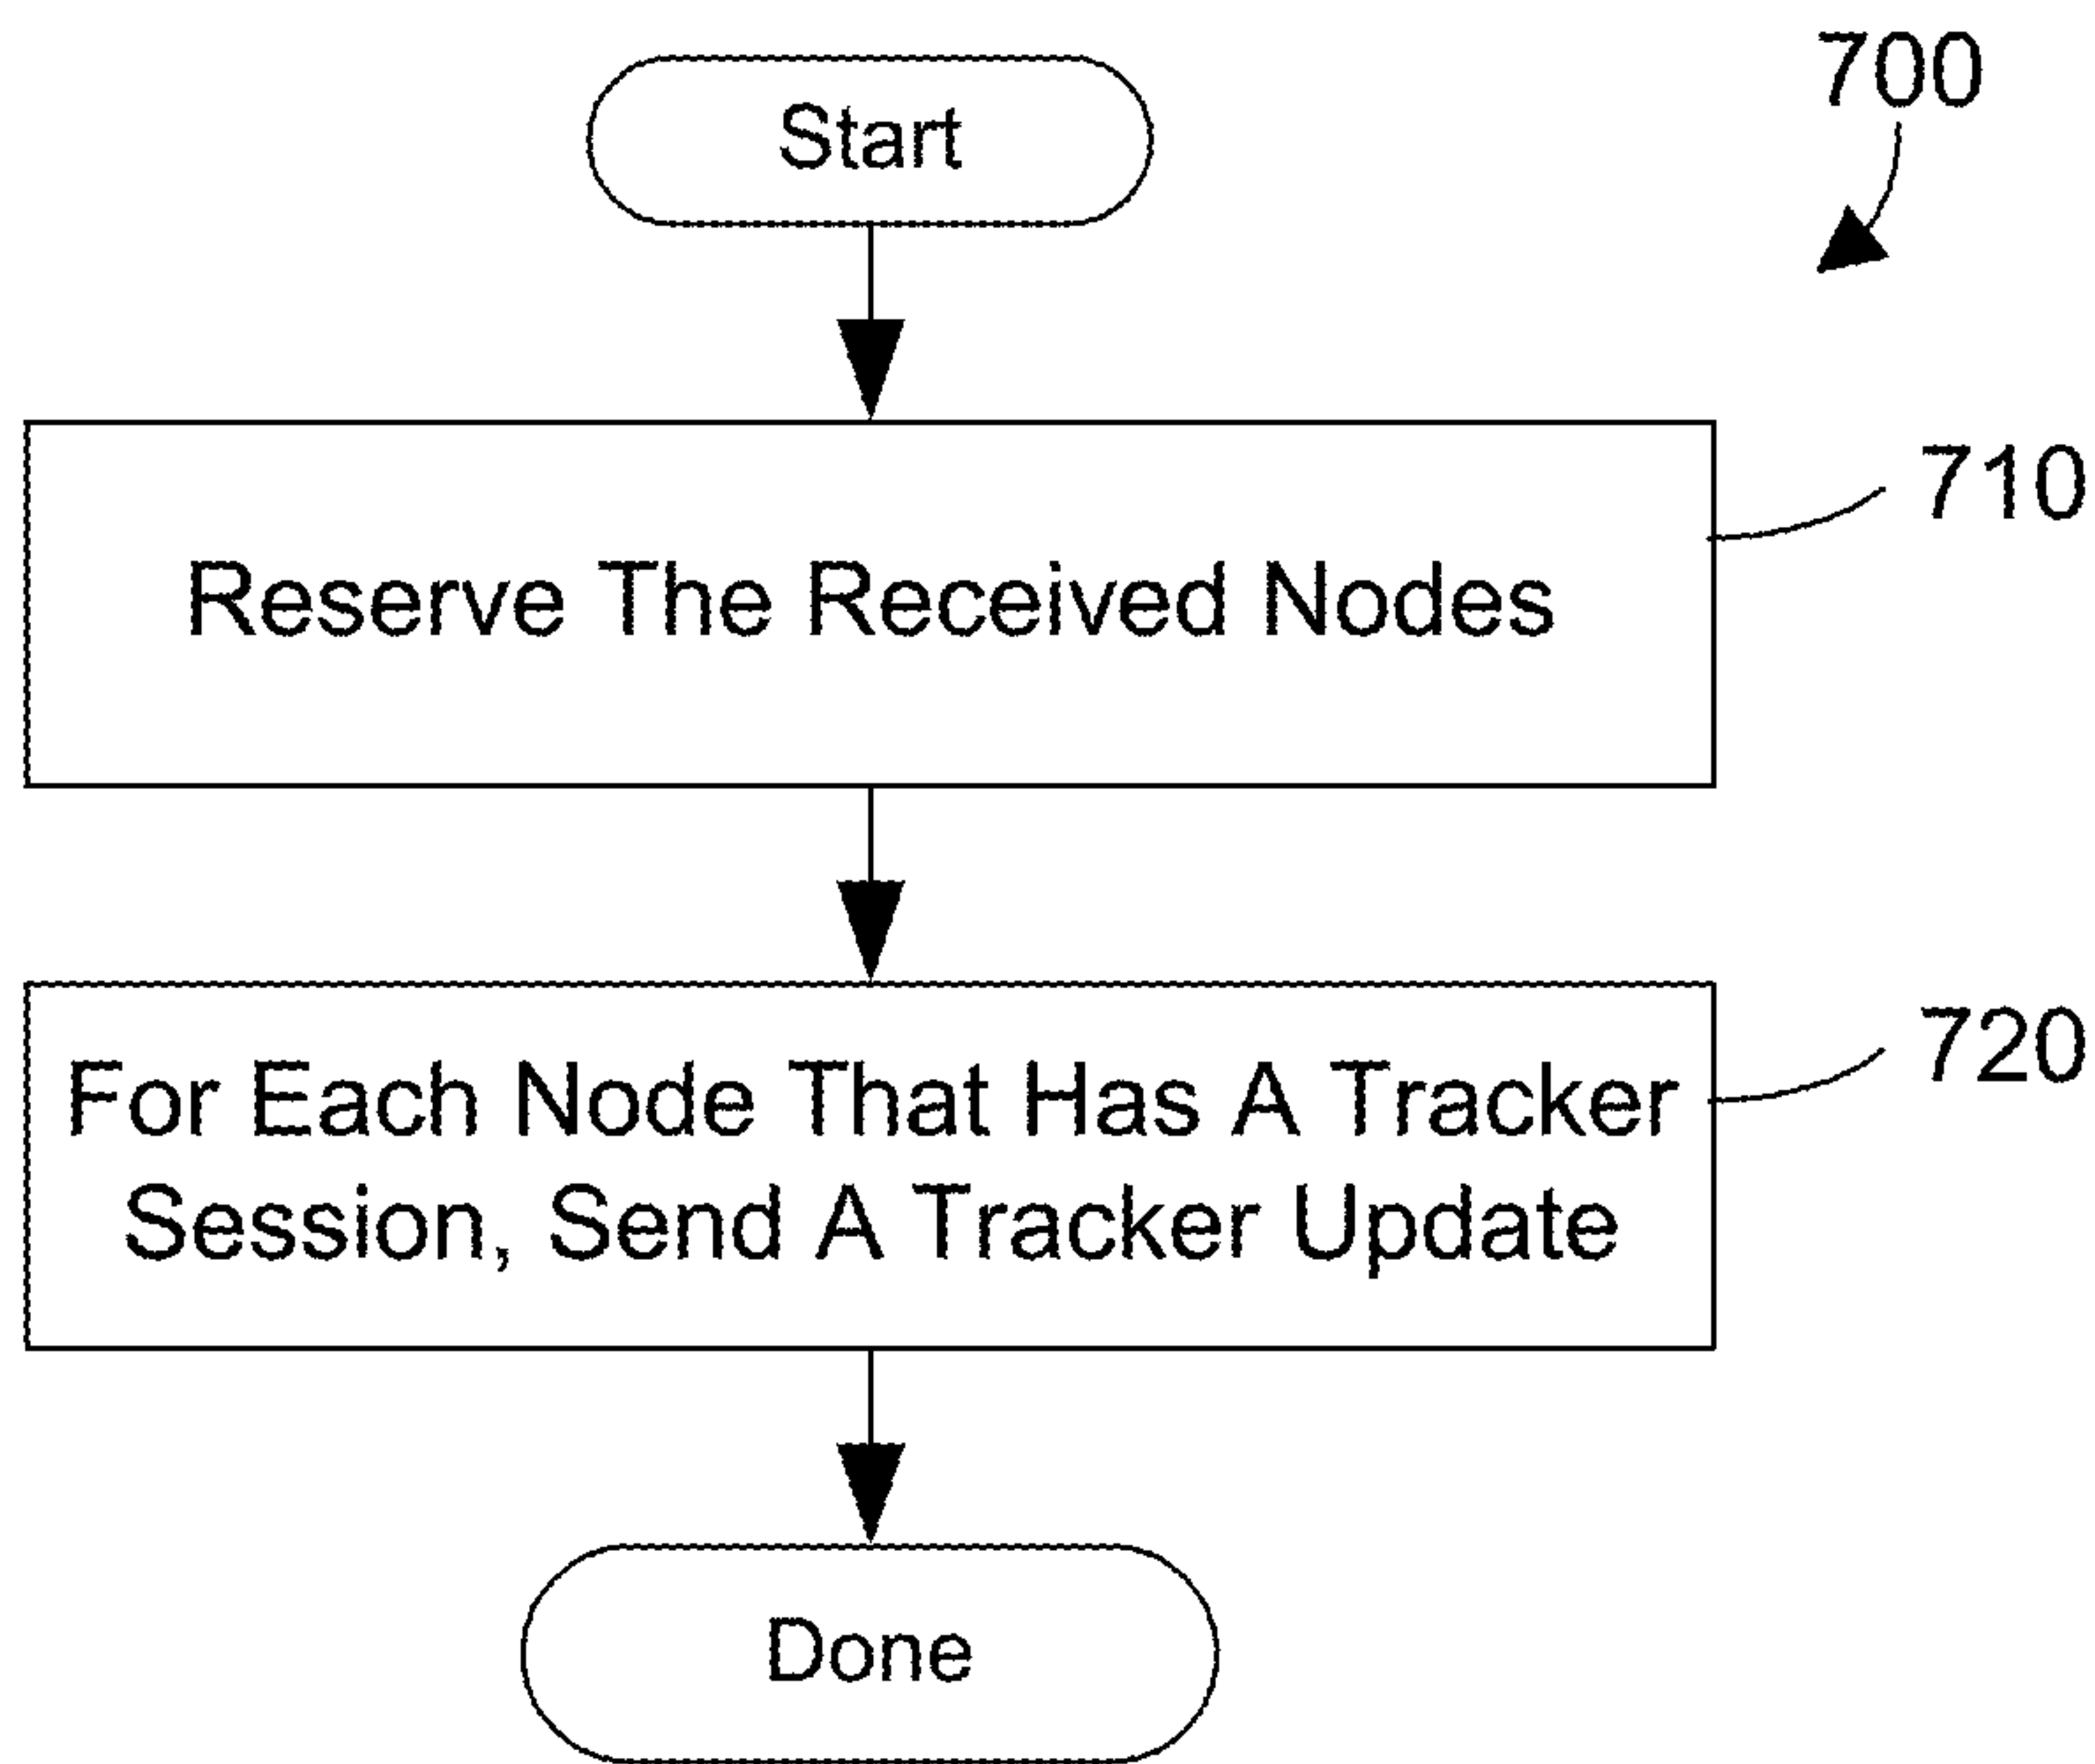 Start
700
Reserve The Received Nodes
710
For Each Node That Has A Tracker
Session, Send A Tracker Update
720
Done